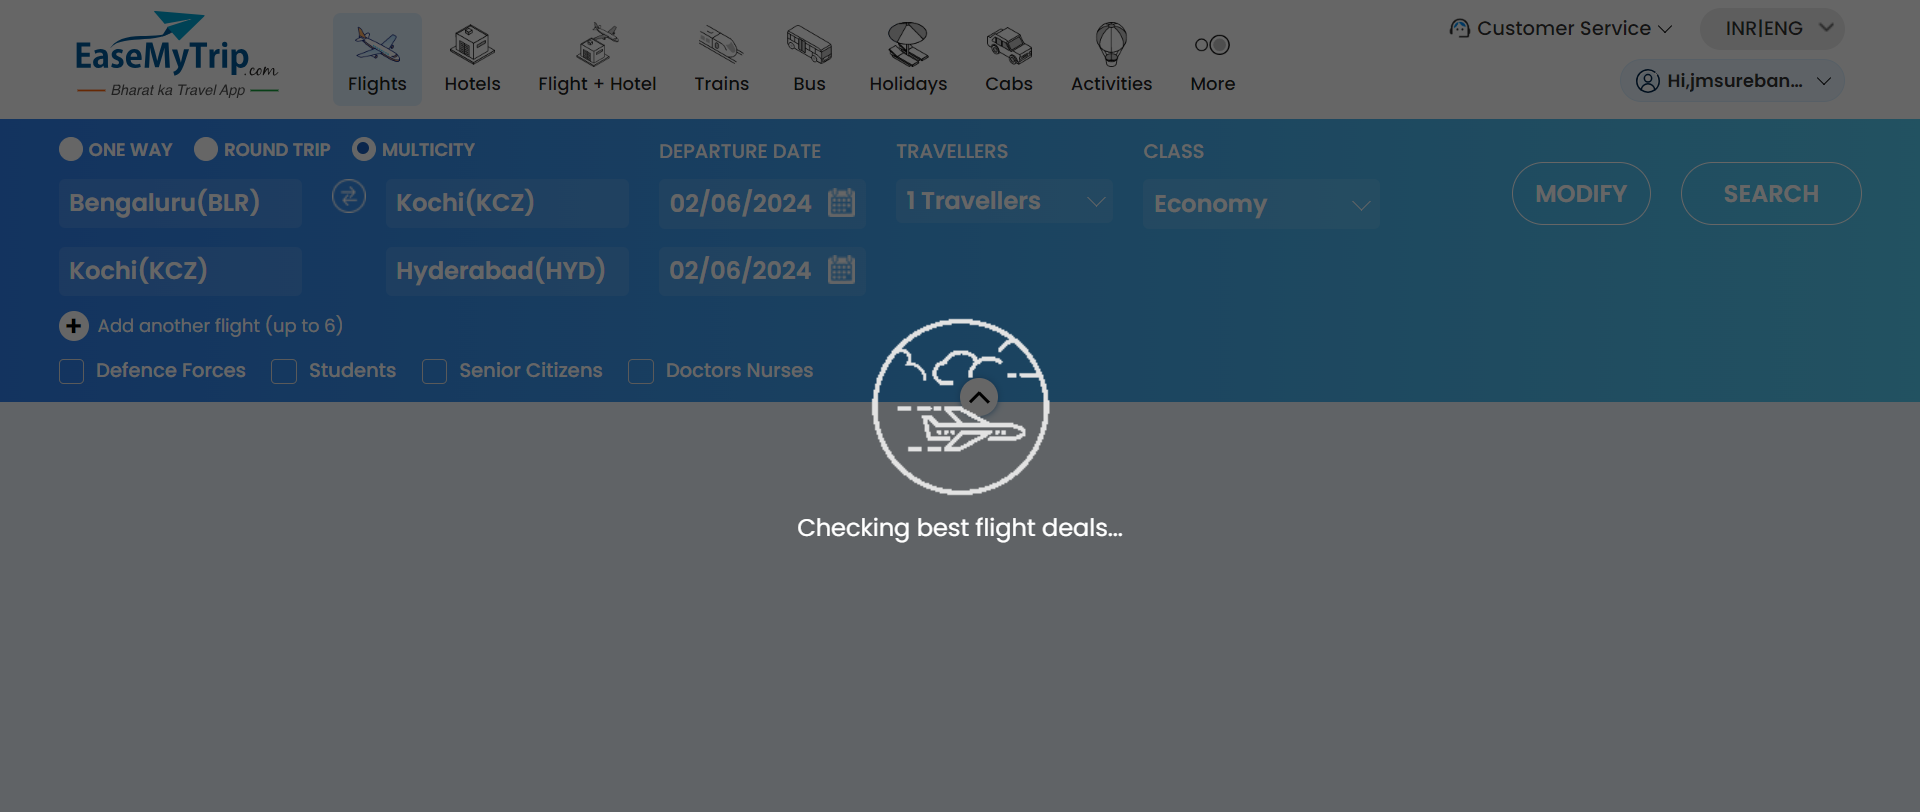 EaseMyTrip.com
Bharat ka Travel App
Flights
Hotels
Flight + Hotel
Trains
Bus
Holidays
Cabs
Activities
More
Customer Service
INR|ENG
Hi,jmsureban...
ONE WAY
ROUND TRIP
MULTICITY
DEPARTURE DATE
TRAVELLERS
CLASS
Bengaluru(BLR)
Kochi(KCZ)
02/06/2024
1 Travellers
Economy
MODIFY
SEARCH
Kochi(KCZ)
Hyderabad(HYD)
02/06/2024
Add another flight (up to 6)
Defence Forces
Students
Senior Citizens
Doctors Nurses
Checking best flight deals...